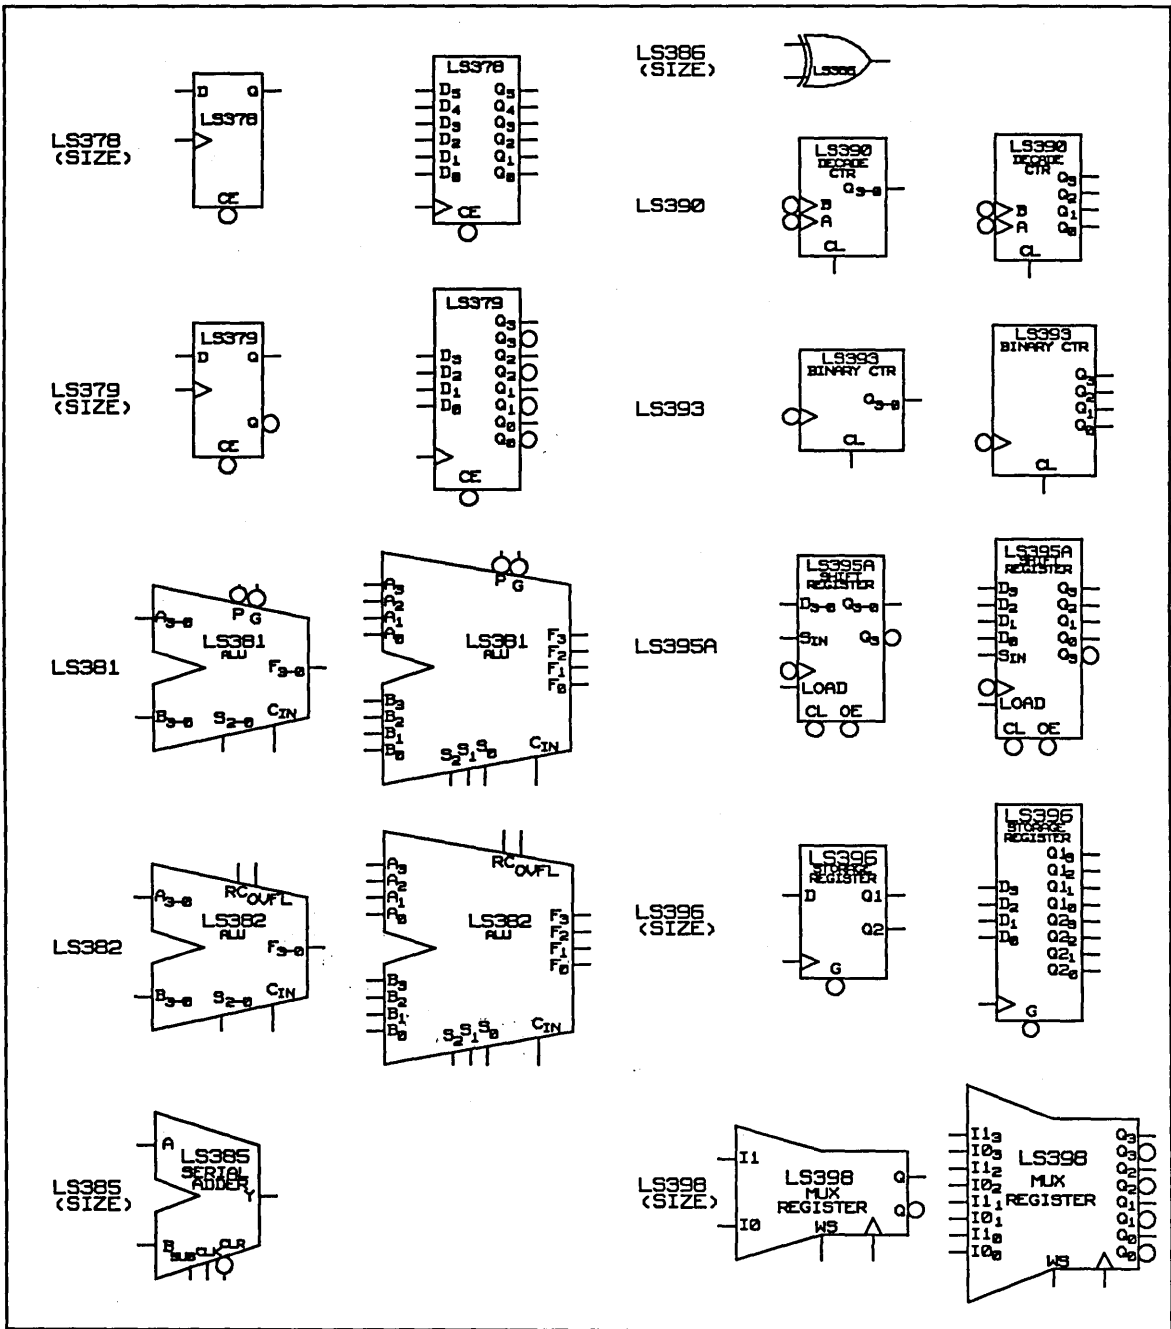 LS378
(SIZE)
D Q
LS378
CE
LS378
D5 Q5
D4 Q4
D3 Q3
D2 Q2
D1 Q1
D0 Q0
CE
LS379
(SIZE)
LS379
D Q
Q
CE
LS379
Q3
Q3
D3 Q2
D2 Q2
D1 Q1
D0 Q1
Q0
Q0
CE
LS381
P G
A3-0
LS381
ALU
F3-0
B3-0 S2-0 CIN
P G
A3
A2
A1
A0
LS381
ALU
F3
F2
F1
F0
B3
B2
B1
B0
S2 S1 S0 CIN
LS382
RC OVFL
A3-0
LS382
ALU
F3-0
B3-0 S2-0 CIN
RC OVFL
A3
A2
A1
A0
LS382
ALU
F3
F2
F1
F0
B3
B2
B1
B0
S2 S1 S0 CIN
LS385
(SIZE)
A
LS385
SERIAL
ADDER
Y
B SUB CLK CLR
LS386
(SIZE)
LS386
LS390
LS390
DECADE
CTR
Q3-0
B
A
CL
LS390
DECADE
CTR
Q3
Q2
B Q1
A Q0
CL
LS393
LS393
BINARY CTR
Q3-0
CL
LS393
BINARY CTR
Q3
Q2
Q1
Q0
CL
LS395A
LS395A
SHIFT
REGISTER
D3-0 Q3-0
SIN Q3
LOAD
CL OE
LS395A
SHIFT
REGISTER
D3 Q3
D2 Q2
D1 Q1
D0 Q0
SIN Q3
LOAD
CL OE
LS396
(SIZE)
LS396
STORAGE
REGISTER
D Q1
Q2
G
LS396
STORAGE
REGISTER
Q13
Q12
D3 Q11
D2 Q10
D1 Q23
D0 Q22
Q21
Q20
G
LS398
(SIZE)
I1
LS398
MUX
REGISTER
Q
Q
I0
WS
I13 Q3
I03 Q3
I12 Q2
I02 Q2
I11 Q1
I01 Q1
I10 Q0
I00 Q0
LS398
MUX
REGISTER
WS